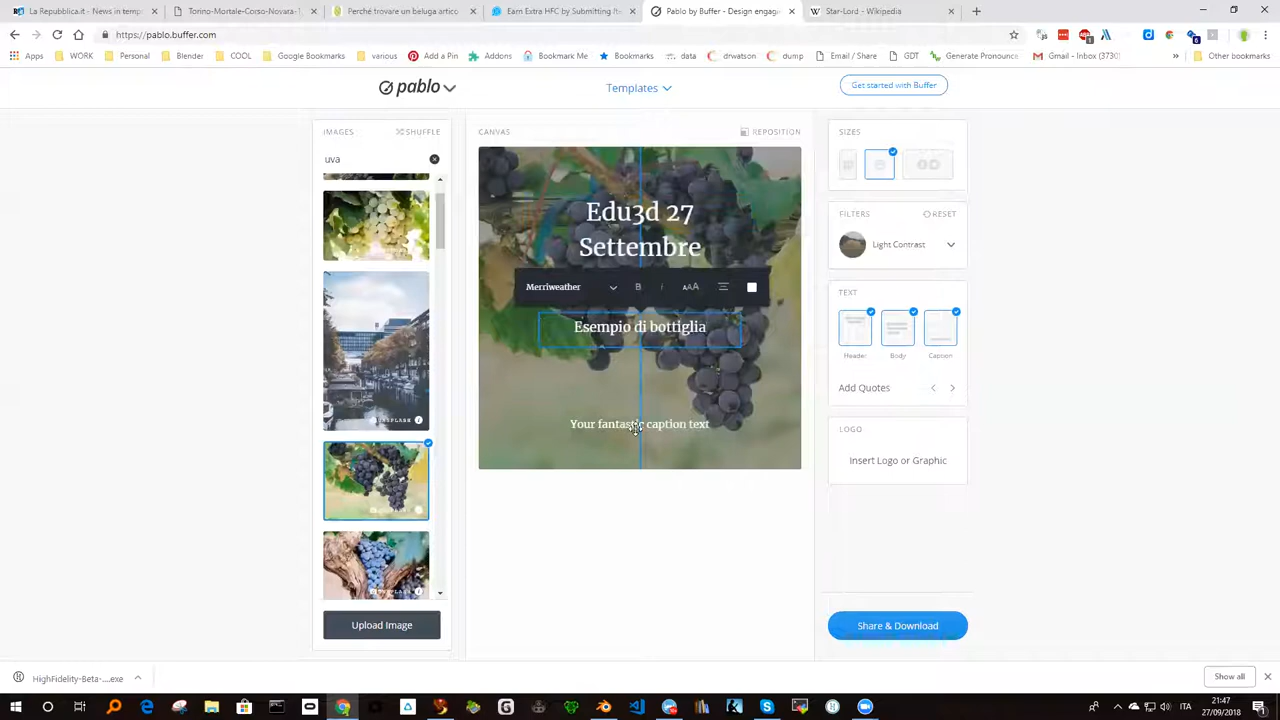 La Repubblica.it - News in temp
Torino-Mortale-Corso-Novara-
Perché trovare un beluga artico
Earn Extra HFC by Submitting It
Pablo by Buffer - Design engag
Star-Lord - Wikipedia
https://pablo.buffer.com
Apps
WORK
Personal
Blender
COOL
Google Bookmarks
various
Add a Pin
Addons
Bookmark Me
Bookmarks
data
drwatson
dump
Email / Share
GDT
Generate Pronounce
Gmail - Inbox (3730)
»
Other bookmarks
pablo
Templates
Get started with Buffer
IMAGES
SHUFFLE
uva
UNSPLASH
Upload Image
CANVAS
REPOSITION
Edu3d 27
Settembre
Merriweather
B
i
AAA
Esempio di bottiglia
Your fantastic caption text
SIZES
FILTERS
RESET
Light Contrast
TEXT
Header
Body
Caption
Add Quotes
LOGO
Insert Logo or Graphic
Share & Download
HighFidelity-Beta-....exe
Show all
ITA
21:47
27/09/2018